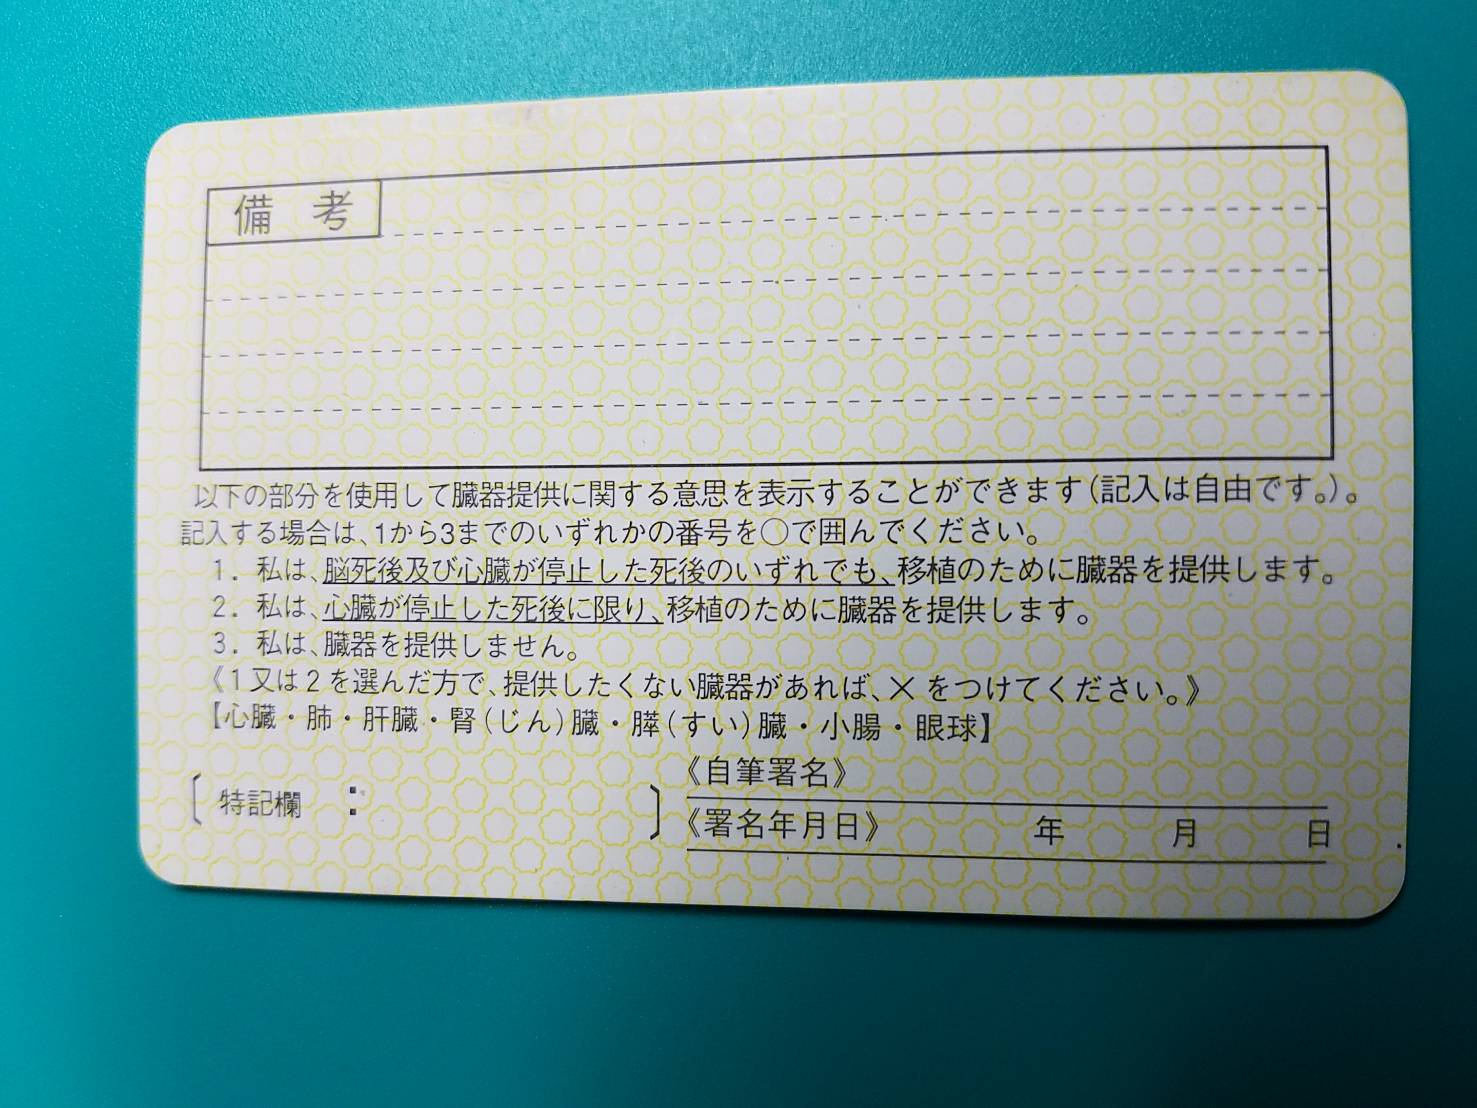 備 考
以下の部分を使用して臓器提供に関する意思を表示することができます(記入は自由です。)。
記入する場合は、1から3までのいずれかの番号を〇で囲んでください。
1. 私は、脳死後及び心臓が停止した死後のいずれでも、移植のために臓器を提供します。
2. 私は、心臓が停止した死後に限り、移植のために臓器を提供します。
3. 私は、臓器を提供しません。
《1又は2を選んだ方で、提供したくない臓器があれば、×をつけてください。》
【心臓・肺・肝臓・腎(じん)臓・膵(すい)臓・小腸・眼球】
〔特記欄 : 〕
《自筆署名》
《署名年月日》 年 月 日